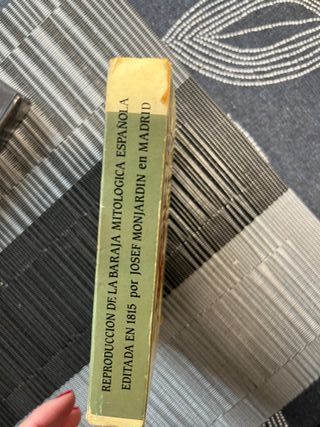 REPRODUCCION DE LA BARAJA MITOLOGICA ESPAÑOLA
EDITADA EN 1815 por JOSEF MONJARDIN en MADRID